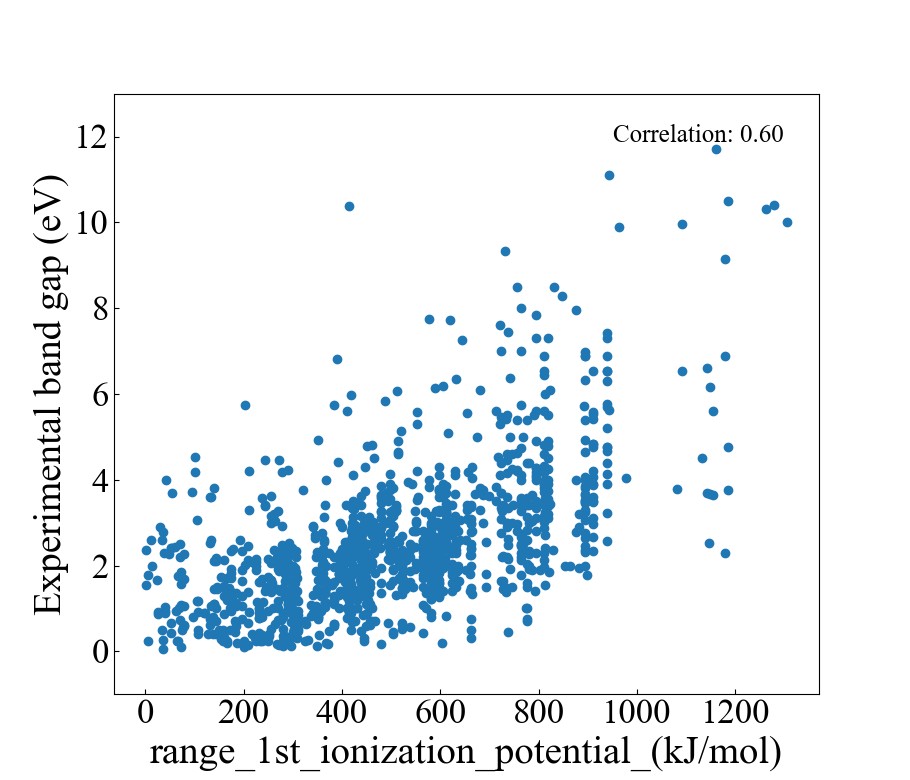 Correlation: 0.60
Experimental band gap (eV)
12
10
8
6
4
2
0
0 200 400 600 800 1000 1200
range_1st_ionization_potential_(kJ/mol)